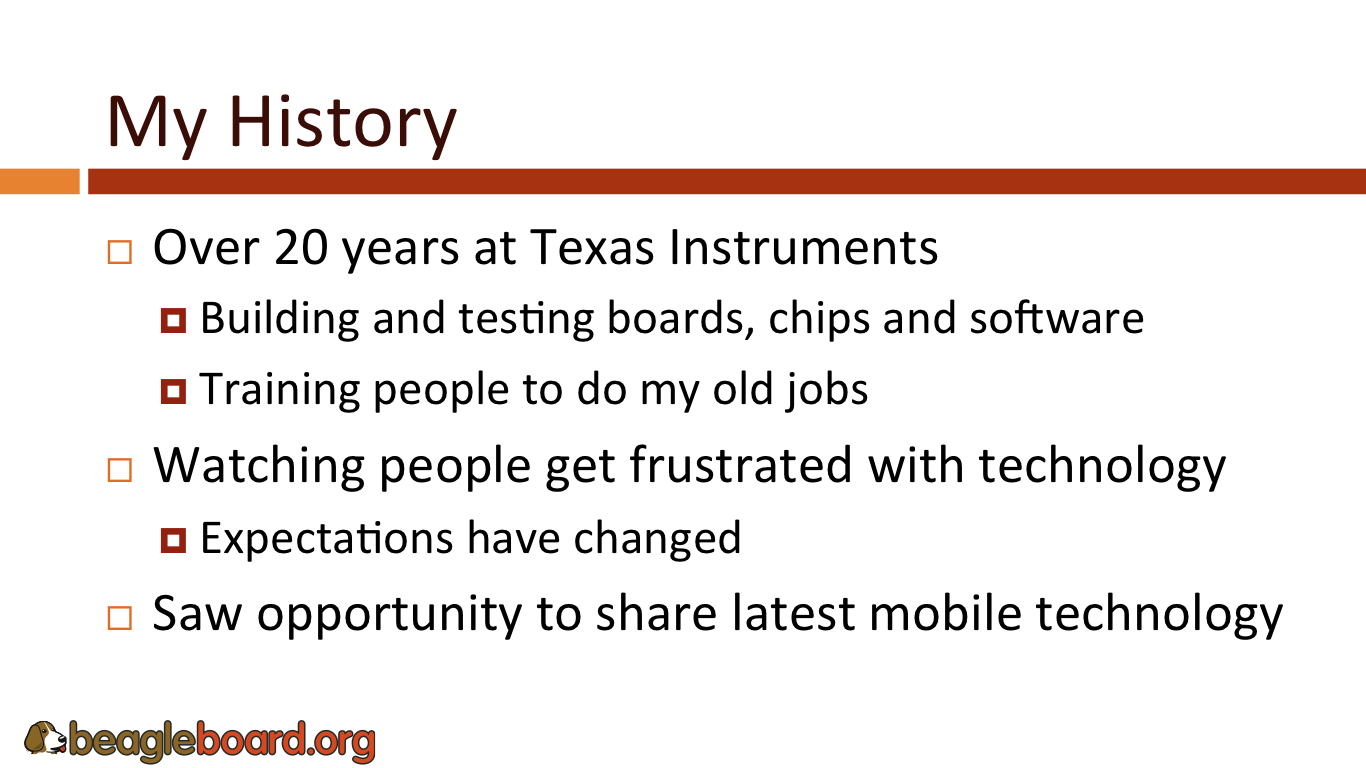 My History
Over 20 years at Texas Instruments
Building and testing boards, chips and software
Training people to do my old jobs
Watching people get frustrated with technology
Expectations have changed
Saw opportunity to share latest mobile technology
beagleboard.org